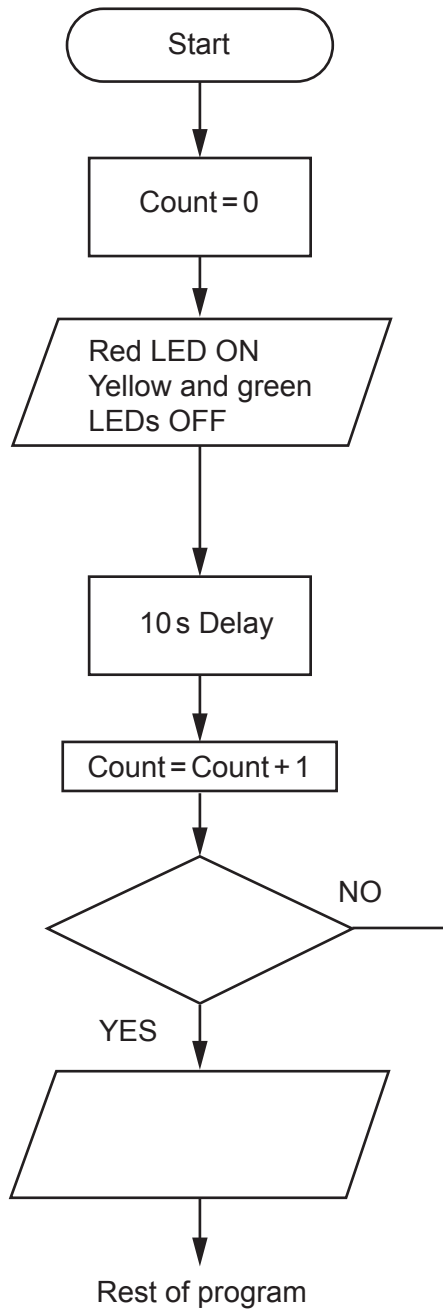 Start
Count = 0
Red LED ON
Yellow and green
LEDs OFF
10 s Delay
Count = Count + 1
NO
YES
Rest of program